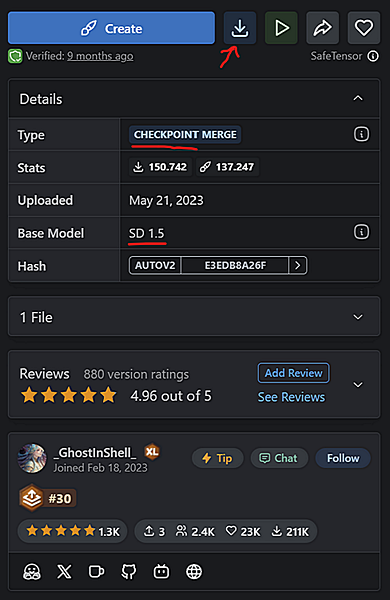 Create
Verified: 9 months ago SafeTensor
Details
Type CHECKPOINT MERGE
Stats 150.742 137.247
Uploaded May 21, 2023
Base Model SD 1.5
Hash AUTOV2 E3EDB8A26F
1 File
Reviews 880 version ratings Add Review
4.96 out of 5 See Reviews
_GhostInShell_ XL
Joined Feb 18, 2023
Tip Chat Follow
#30
1.3K 3 2.4K 23K 211K